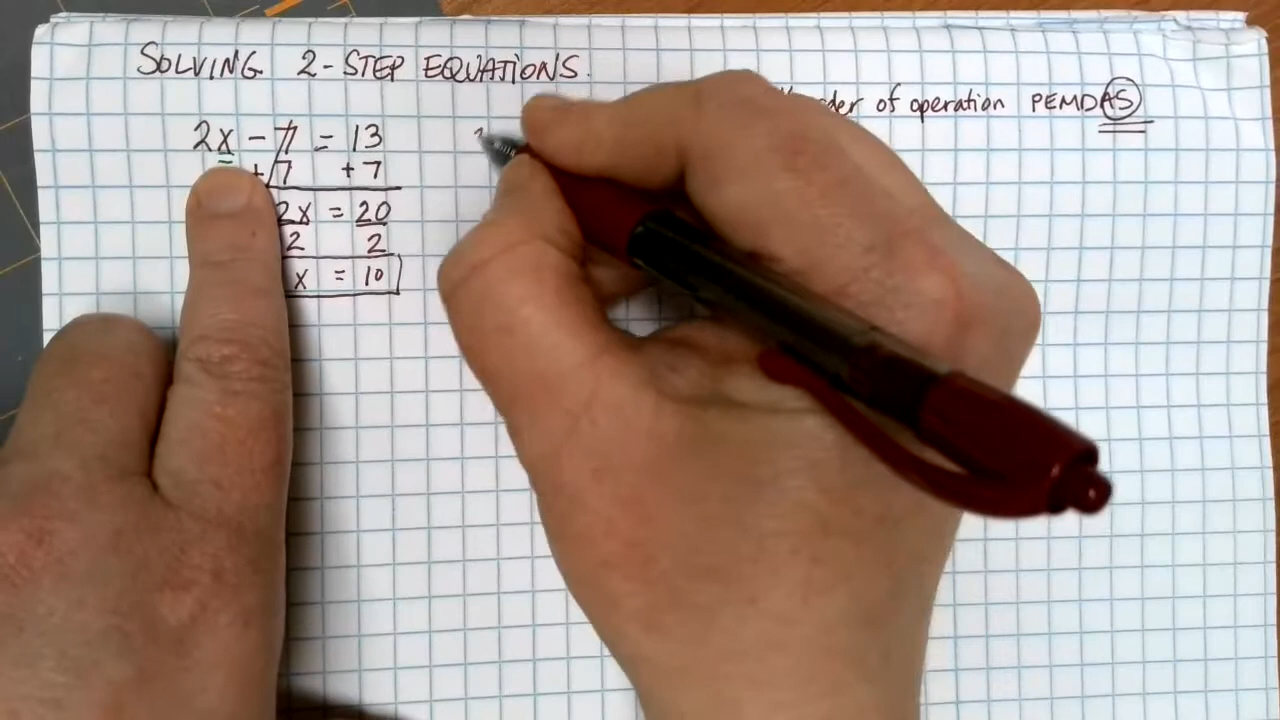 SOLVING 2-STEP EQUATIONS.
order of operation PEMDAS
2x - 7 = 13
+7 +7
2x = 20
2 2
x = 10